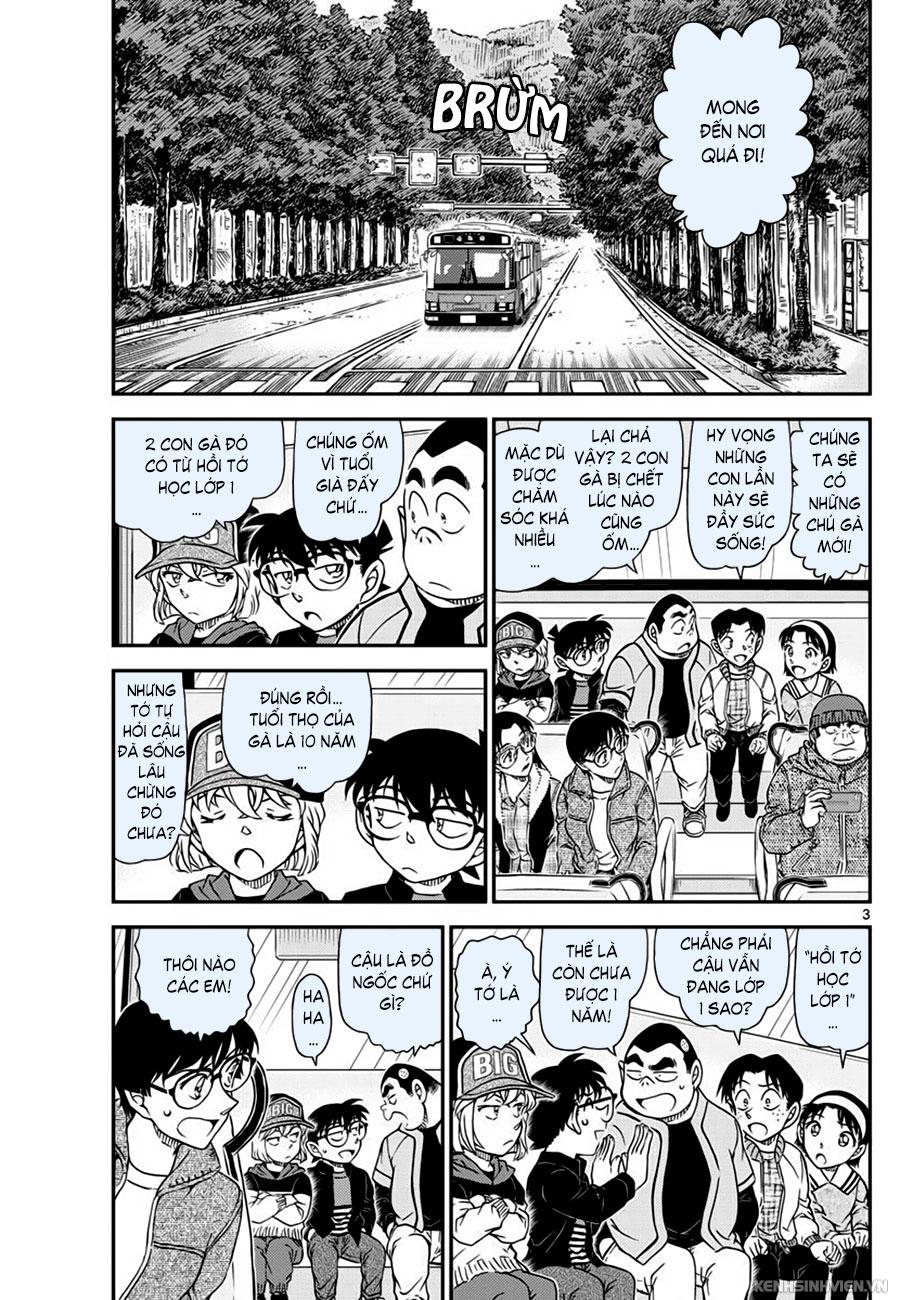 BRỪM
MONG
ĐẾN NƠI
QUÁ ĐI!
CHÚNG
TA SẼ
CÓ
NHỮNG
CHÚ GÀ
MỚI!
HY VỌNG
NHỮNG
CON LẦN
NÀY SẼ
ĐẦY SỨC
SỐNG!
LẠI CHẢ
VẬY? 2 CON
GÀ BỊ CHẾT
LÚC NÀO
CŨNG
ỐM...
MẶC DÙ
ĐƯỢC
CHĂM
SÓC KHÁ
NHIỀU
...
BIG
CHÚNG ỐM
VÌ TUỔI
GIÀ ĐẤY
CHỨ...
2 CON GÀ ĐÓ
CÓ TỪ HỒI TỚ
HỌC LỚP 1
...
BIG
ĐÚNG RỒI...
TUỔI THỌ CỦA
GÀ LÀ 10 NĂM
...
NHƯNG
TỚ TỰ
HỎI CẬU
ĐÃ SỐNG
LÂU
CHỪNG
ĐÓ
CHƯA?
BIG
3
"HỒI TỚ
HỌC
LỚP 1"
...
CHẲNG PHẢI
CẬU VẪN
ĐANG LỚP
1 SAO?
THẾ LÀ
CÒN CHƯA
ĐƯỢC 1
NĂM!
À, Ý
TỚ LÀ
...
BIG
CẬU LÀ ĐỒ
NGỐC CHỨ
GÌ?
HA
HA
...
THÔI NÀO
CÁC EM!
BIG
KENHSINHVIEN.VN